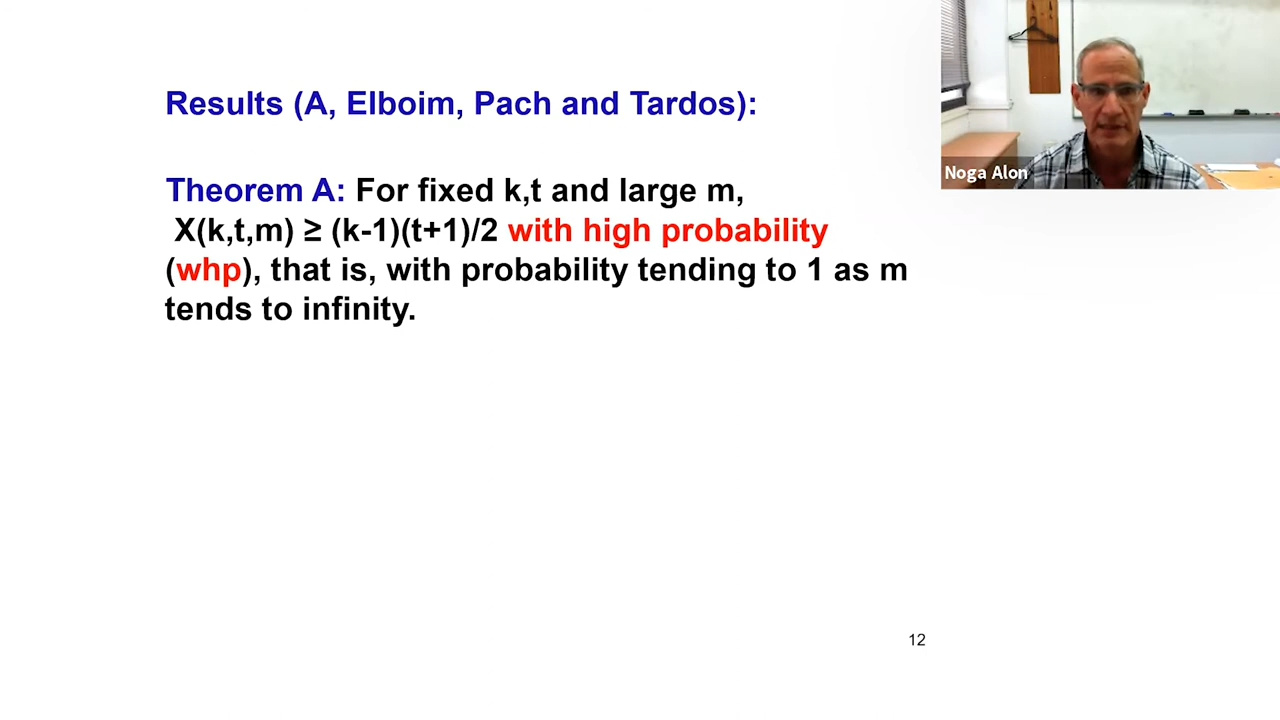 Results (A, Elboim, Pach and Tardos):
Theorem A: For fixed k,t and large m,
X(k,t,m) ≥ (k-1)(t+1)/2 with high probability
(whp), that is, with probability tending to 1 as m
tends to infinity.
Noga Alon
12